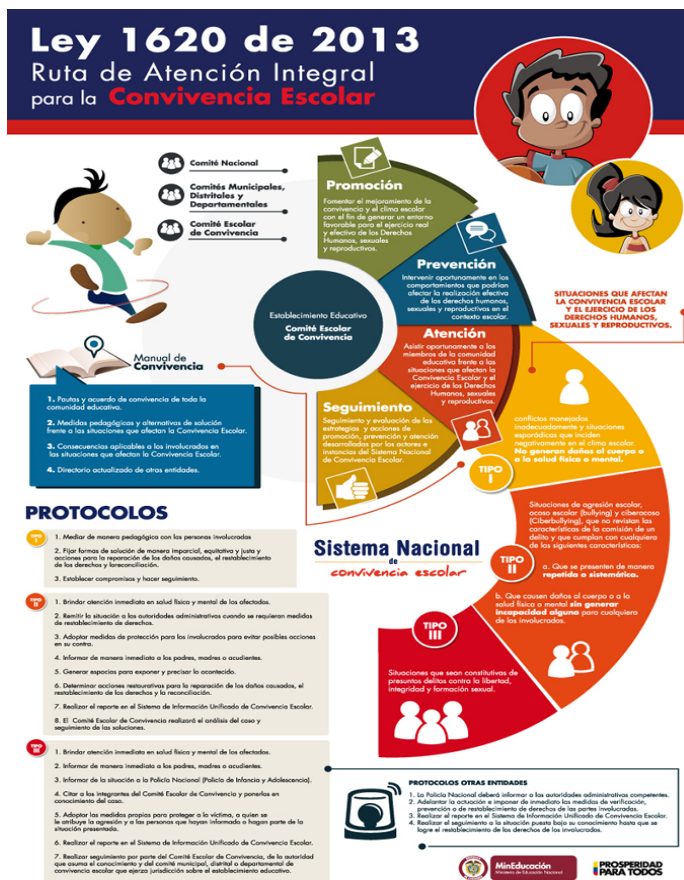 Ley 1620 de 2013
Ruta de Atención Integral
para la Convivencia Escolar
Comité Nacional
Comités Municipales,
Distritales y
Departamentales
Comité Escolar
de Convivencia
Promoción
Fomentar el mejoramiento de la
convivencia y el clima escolar
con el fin de generar un entorno
favorable para el ejercicio real
y efectivo de los Derechos
Humanos, sexuales
y reproductivos.
Prevención
Intervenir oportunamente en los
comportamientos que podrían
afectar la realización efectiva
de los derechos humanos,
sexuales y reproductivos en el
contexto escolar.
Establecimiento Educativo
Comité Escolar
de Convivencia
Atención
Asistir oportunamente a los
miembros de la comunidad
educativa frente a las
situaciones que afectan la
Convivencia Escolar y el
ejercicio de los Derechos
Humanos, sexuales
y reproductivos.
Seguimiento
Seguimiento y evaluación de las
estrategias y acciones de
promoción, prevención y atención
desarrolladas por los actores e
instancias del Sistema Nacional
de Convivencia Escolar.
SITUACIONES QUE AFECTAN
LA CONVIVENCIA ESCOLAR
Y EL EJERCICIO DE LOS
DERECHOS HUMANOS,
SEXUALES Y REPRODUCTIVOS.
Manual de
Convivencia
1. Pautas y acuerdo de convivencia de toda la
comunidad educativa.
2. Medidas pedagógicas y alternativas de solución
frente a las situaciones que afectan la Convivencia Escolar.
3. Consecuencias aplicables a los involucrados en
las situaciones que afectan la Convivencia Escolar.
4. Directorio actualizado de otras entidades.
TIPO
I
conflictos manejados
inadecuadamente y situaciones
esporádicas que inciden
negativamente en el clima escolar.
No generan daños al cuerpo o
a la salud física o mental.
TIPO
II
Situaciones de agresión escolar,
acoso escolar (bullying) y ciberacoso
(Ciberbullying), que no revistan las
características de la comisión de un
delito y que cumplan con cualquiera
de las siguientes características:
a. Que se presenten de manera
repetida o sistemática.
b. Que causen daños al cuerpo o a la
salud física o mental sin generar
incapacidad alguna para cualquiera
de los involucrados.
TIPO
III
Situaciones que sean constitutivas de
presuntos delitos contra la libertad,
integridad y formación sexual.
Sistema Nacional
de
convivencia escolar
PROTOCOLOS
TIPO
I
1. Mediar de manera pedagógica con las personas involucradas
2. Fijar formas de solución de manera imparcial, equitativa y justa y
acciones para la reparación de los daños causados, el restablecimiento
de los derechos y lareconciliación.
3. Establecer compromisos y hacer seguimiento.
TIPO
II
1. Brindar atención inmediata en salud física y mental de los afectados.
2. Remitir la situación a las autoridades administrativas cuando se requieran medidas
de restablecimiento de derechos.
3. Adoptar medidas de protección para los involucrados para evitar posibles acciones
en su contra.
4. Informar de manera inmediata a los padres, madres o acudientes.
5. Generar espacios para exponer y precisar lo acontecido.
6. Determinar acciones restaurativas para la reparación de los daños causados, el
restablecimiento de los derechos y la reconciliación.
7. Realizar el reporte en el Sistema de Información Unificado de Convivencia Escolar.
8. El Comité Escolar de Convivencia realizará el análisis del caso y
seguimiento de las soluciones.
TIPO
III
1. Brindar atención inmediata en salud física y mental de los afectados.
2. Informar de manera inmediata a los padres, madres o acudientes.
3. Informar de la situación a la Policía Nacional (Policía de Infancia y Adolescencia).
4. Citar a los integrantes del Comité Escolar de Convivencia y ponerlos en
conocimiento del caso.
5. Adoptar las medidas propias para proteger a la víctima, a quien se
le atribuye la agresión y a las personas que hayan informado o hagan parte de la
situación presentada.
6. Realizar el reporte en el Sistema de Información Unificado de Convivencia Escolar.
7. Realizar seguimiento por parte del Comité Escolar de Convivencia, de la autoridad
que asuma el conocimiento y del comité municipal, distrital o departamental de
convivencia escolar que ejerza jurisdicción sobre el establecimiento educativo.
PROTOCOLOS OTRAS ENTIDADES
1. La Policía Nacional deberá informar a las autoridades administrativas competentes.
2. Adelantar la actuación e imponer de inmediato las medidas de verificación,
prevención o de restablecimiento de derechos de las partes involucradas.
3. Realizar el reporte en el Sistema de Información Unificado de Convivencia Escolar.
4. Realizar el seguimiento a la situación puesta bajo su conocimiento hasta que se
logre el restablecimiento de los derechos de los involucrados.
MinEducación
Ministerio de Educación Nacional
PROSPERIDAD
PARA TODOS